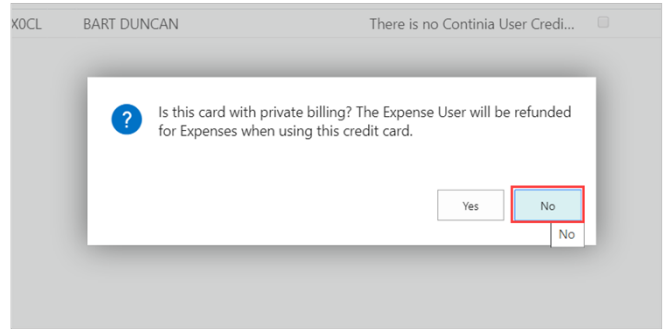 X0CL BART DUNCAN There is no Continia User Credi...
? Is this card with private billing? The Expense User will be refunded
for Expenses when using this credit card.
Yes No
No